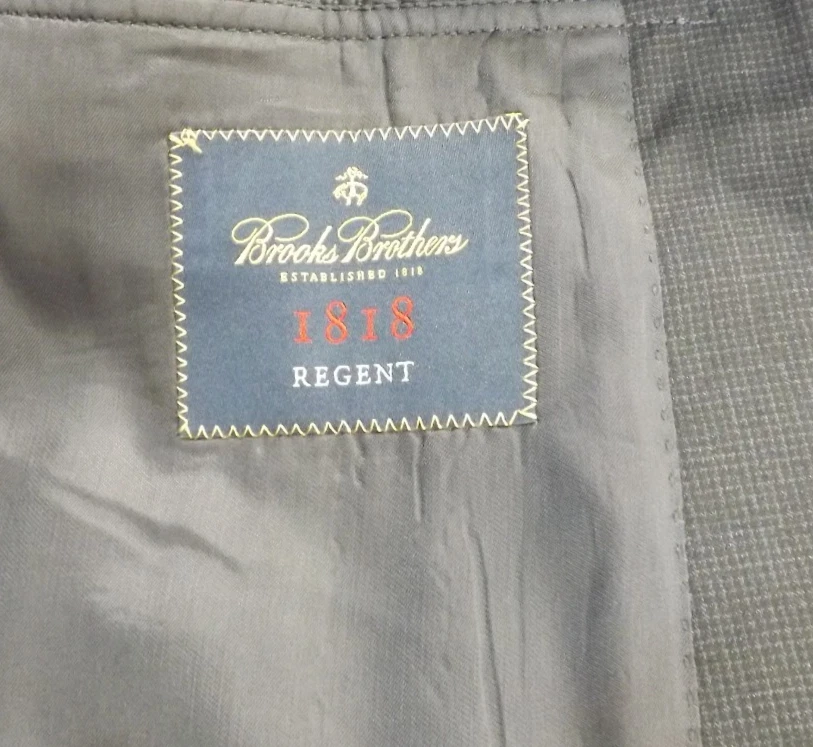 Brooks Brothers
ESTABLISHED 1818
1818
REGENT